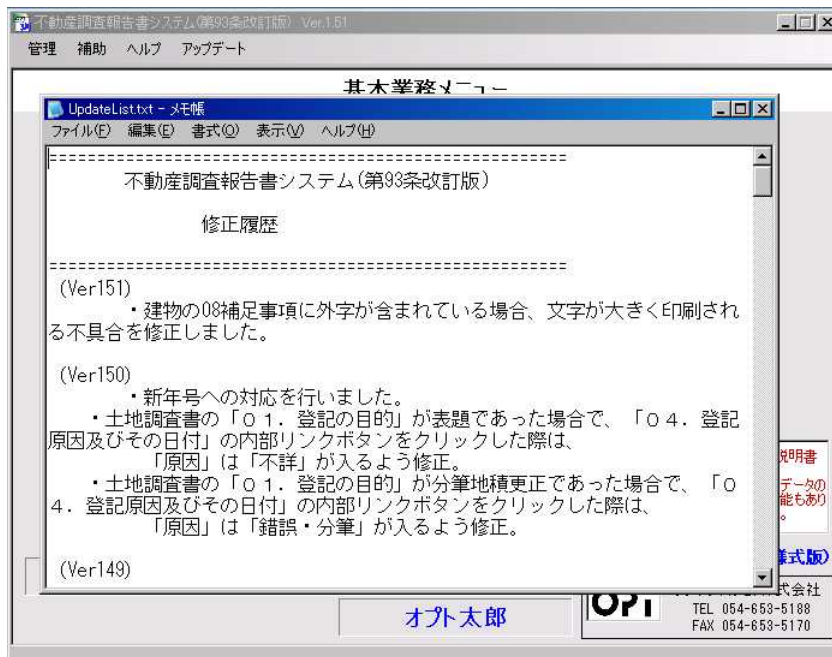 不動産調査報告書システム(第93条改訂版) Ver.1.51
管理 補助 ヘルプ アップデート
基本業務メニュー
UpdateList.txt - メモ帳
ファイル(F) 編集(E) 書式(O) 表示(V) ヘルプ(H)
======================================================
不動産調査報告書システム(第93条改訂版)
修正履歴
======================================================
(Ver151)
・建物の08補足事項に外字が含まれている場合、文字が大きく印刷され
る不具合を修正しました。
(Ver150)
・新年号への対応を行いました。
・土地調査書の「０１．登記の目的」が表題であった場合で、「０４．登記
原因及びその日付」の内部リンクボタンをクリックした際は、
「原因」は「不詳」が入るよう修正。
・土地調査書の「０１．登記の目的」が分筆地積更正であった場合で、「０
４．登記原因及びその日付」の内部リンクボタンをクリックした際は、
「原因」は「錯誤・分筆」が入るよう修正。
(Ver149)
説明書
データの
能もあり
。
様式版)
オプト太郎
OPT
式会社
TEL 054-653-5188
FAX 054-653-5170